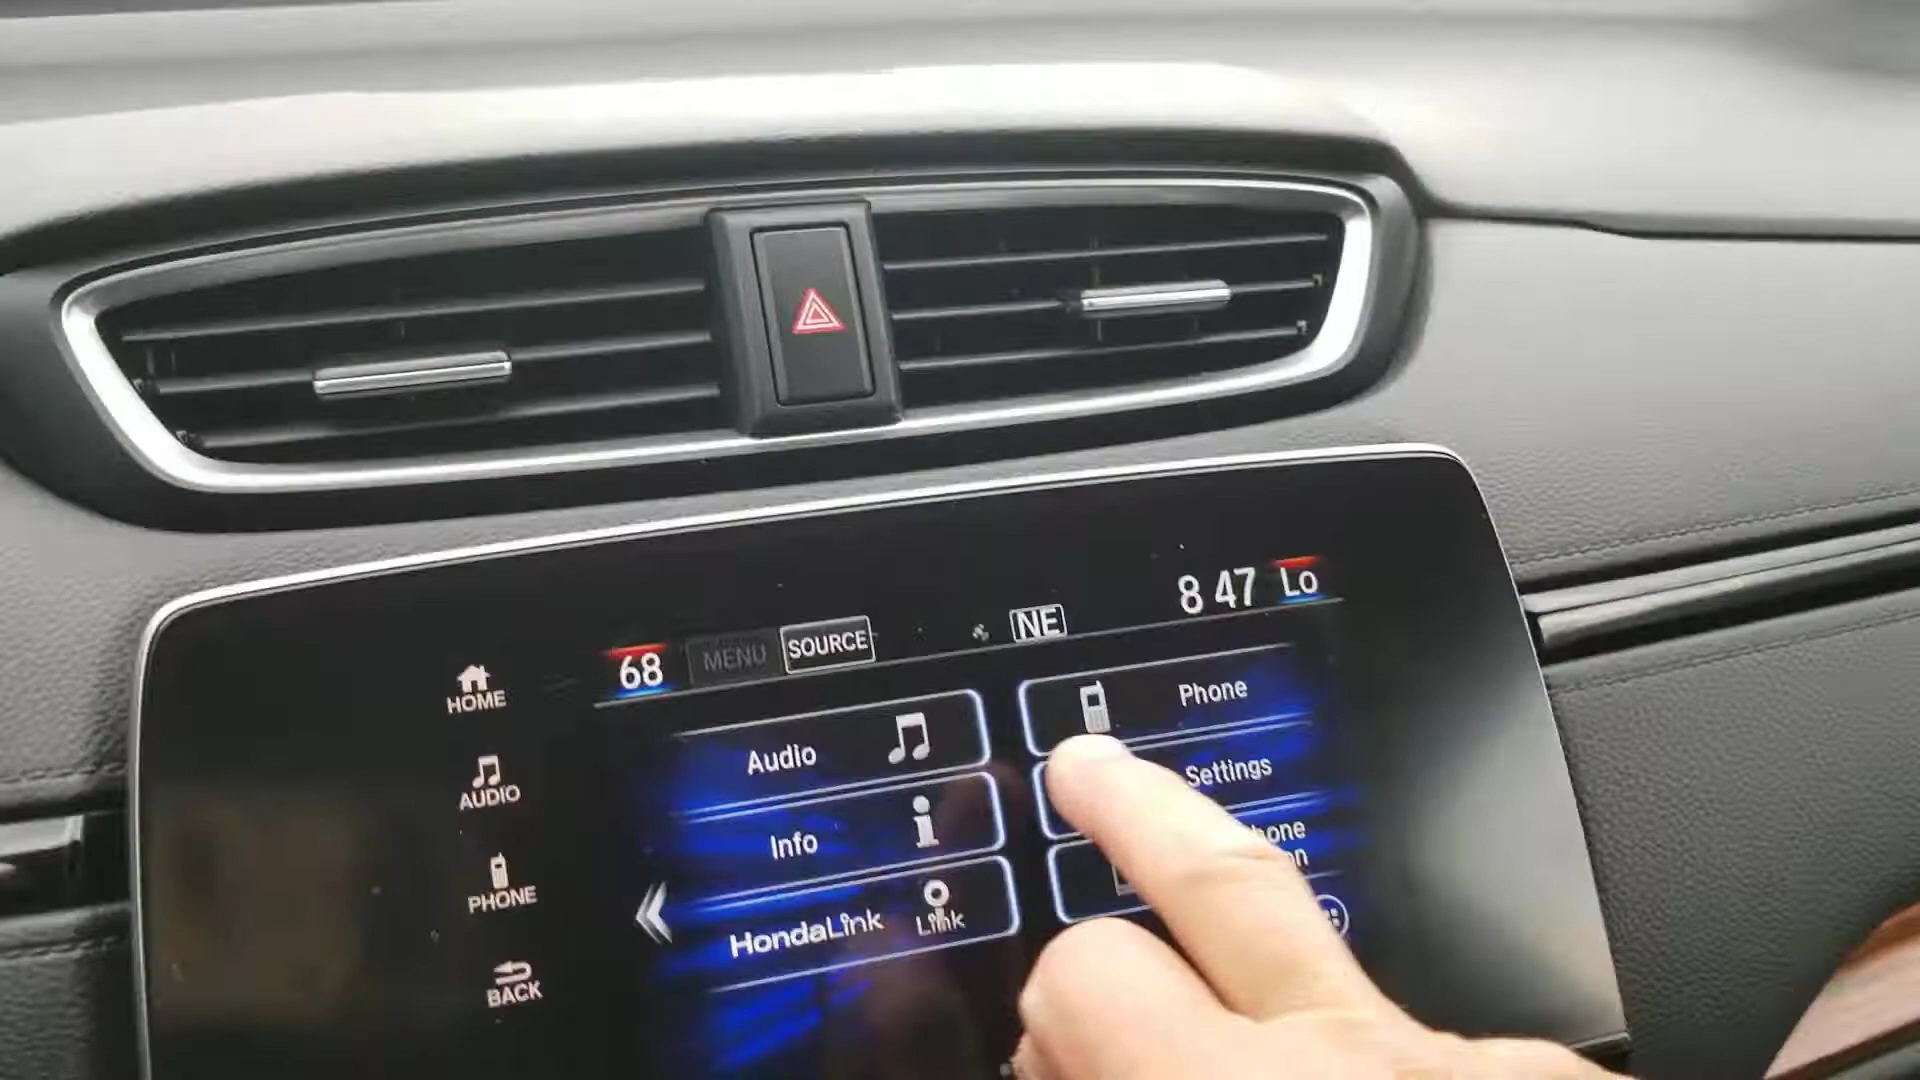 8 47 Lo
68 MENU SOURCE NE
HOME
AUDIO
PHONE
BACK
Audio
Phone
Info
Settings
HondaLink Link